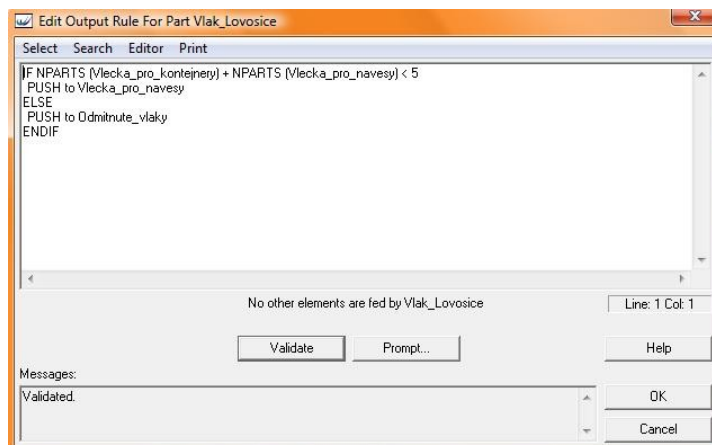 Edit Output Rule For Part Vlak_Lovosice
Select Search Editor Print
IF NPARTS (Vlecka_pro_kontejnery) + NPARTS (Vlecka_pro_navesy) < 5
PUSH to Vlecka_pro_navesy
ELSE
PUSH to Odmitnute_vlaky
ENDIF
No other elements are fed by Vlak_Lovosice
Line: 1 Col: 1
Validate
Prompt...
Help
Messages:
Validated.
OK
Cancel